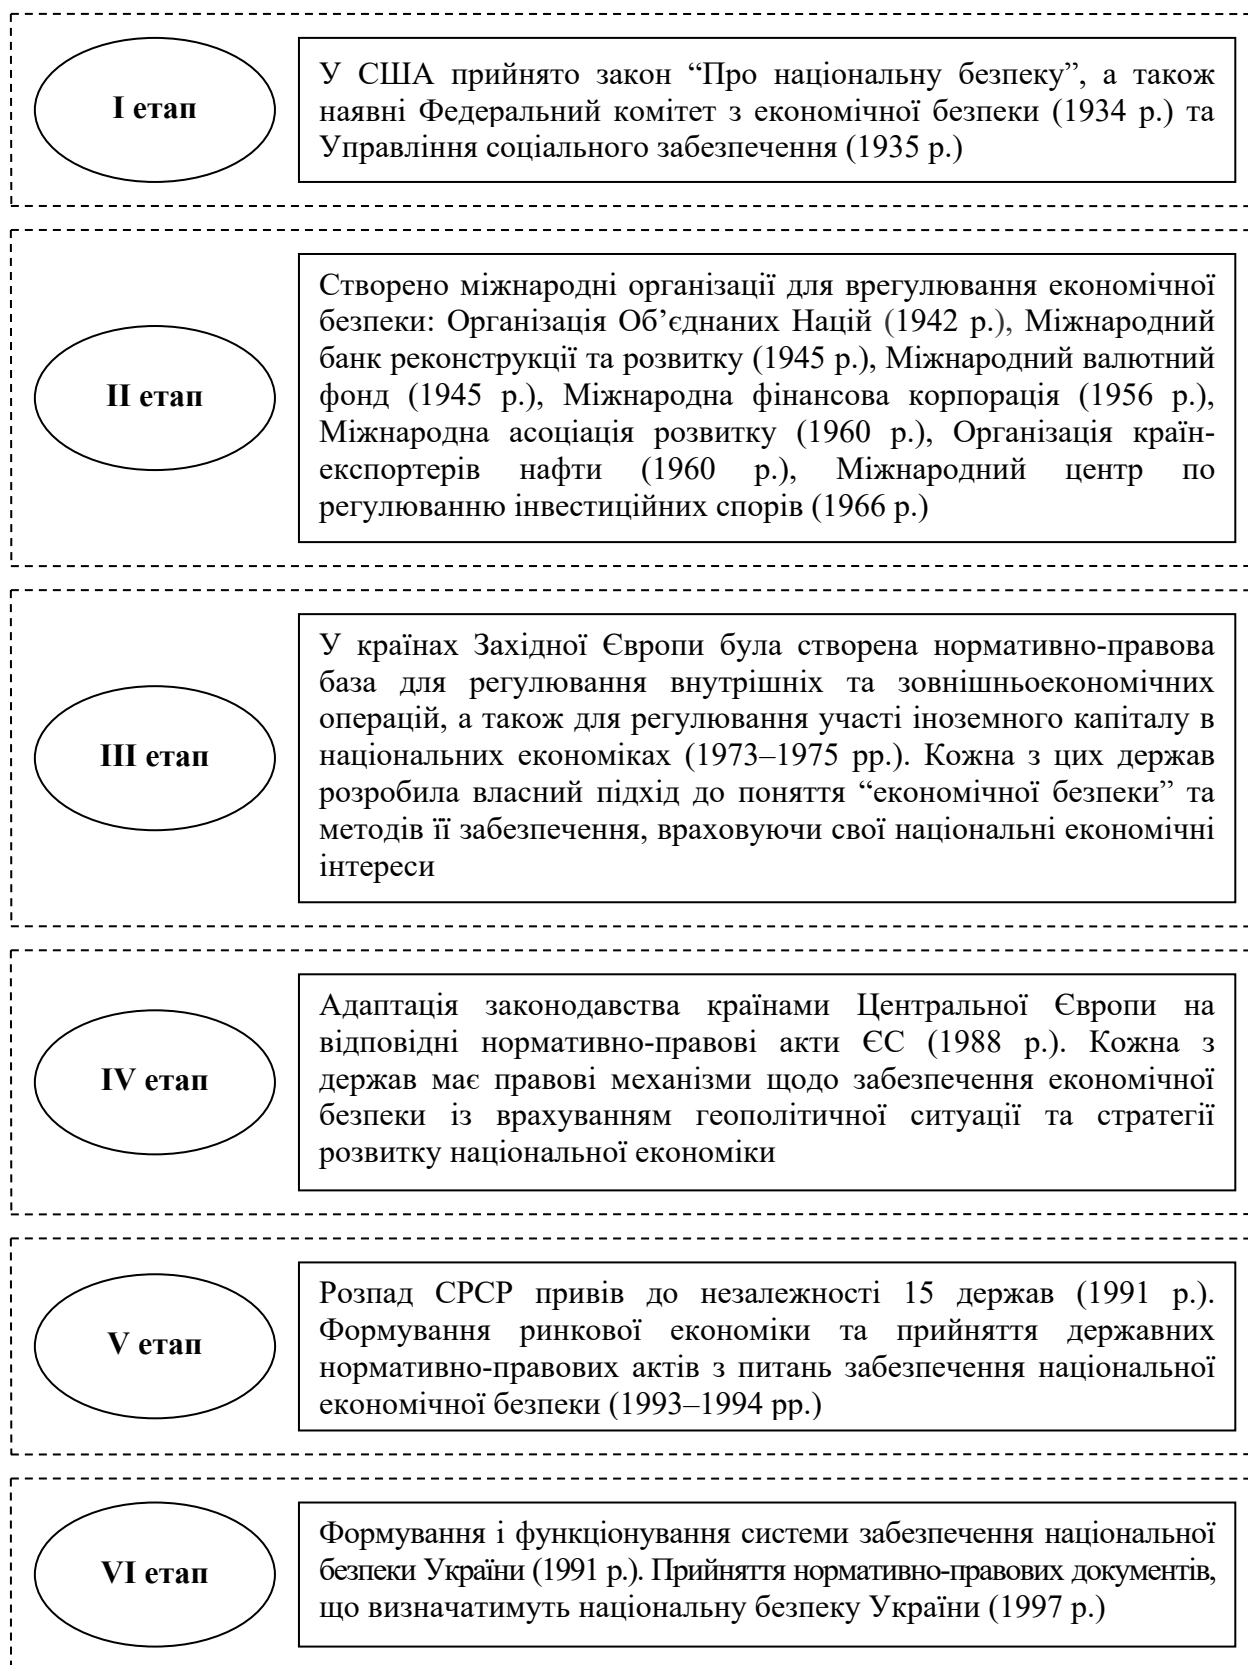 І етап
У США прийнято закон “Про національну безпеку”, а також
наявні Федеральний комітет з економічної безпеки (1934 р.) та
Управління соціального забезпечення (1935 р.)
ІІ етап
Створено міжнародні організації для врегулювання економічної
безпеки: Організація Об’єднаних Націй (1942 р.), Міжнародний
банк реконструкції та розвитку (1945 р.), Міжнародний валютний
фонд (1945 р.), Міжнародна фінансова корпорація (1956 р.),
Міжнародна асоціація розвитку (1960 р.), Організація країн-
експортерів нафти (1960 р.), Міжнародний центр по
регулюванню інвестиційних спорів (1966 р.)
ІІІ етап
У країнах Західної Європи була створена нормативно-правова
база для регулювання внутрішніх та зовнішньоекономічних
операцій, а також для регулювання участі іноземного капіталу в
національних економіках (1973–1975 рр.). Кожна з цих держав
розробила власний підхід до поняття “економічної безпеки” та
методів її забезпечення, враховуючи свої національні економічні
інтереси
IV етап
Адаптація законодавства країнами Центральної Європи на
відповідні нормативно-правові акти ЄС (1988 р.). Кожна з
держав має правові механізми щодо забезпечення економічної
безпеки із врахуванням геополітичної ситуації та стратегії
розвитку національної економіки
V етап
Розпад СРСР привів до незалежності 15 держав (1991 р.).
Формування ринкової економіки та прийняття державних
нормативно-правових актів з питань забезпечення національної
економічної безпеки (1993–1994 рр.)
VI етап
Формування і функціонування системи забезпечення національної
безпеки України (1991 р.). Прийняття нормативно-правових документів,
що визначатимуть національну безпеку України (1997 р.)